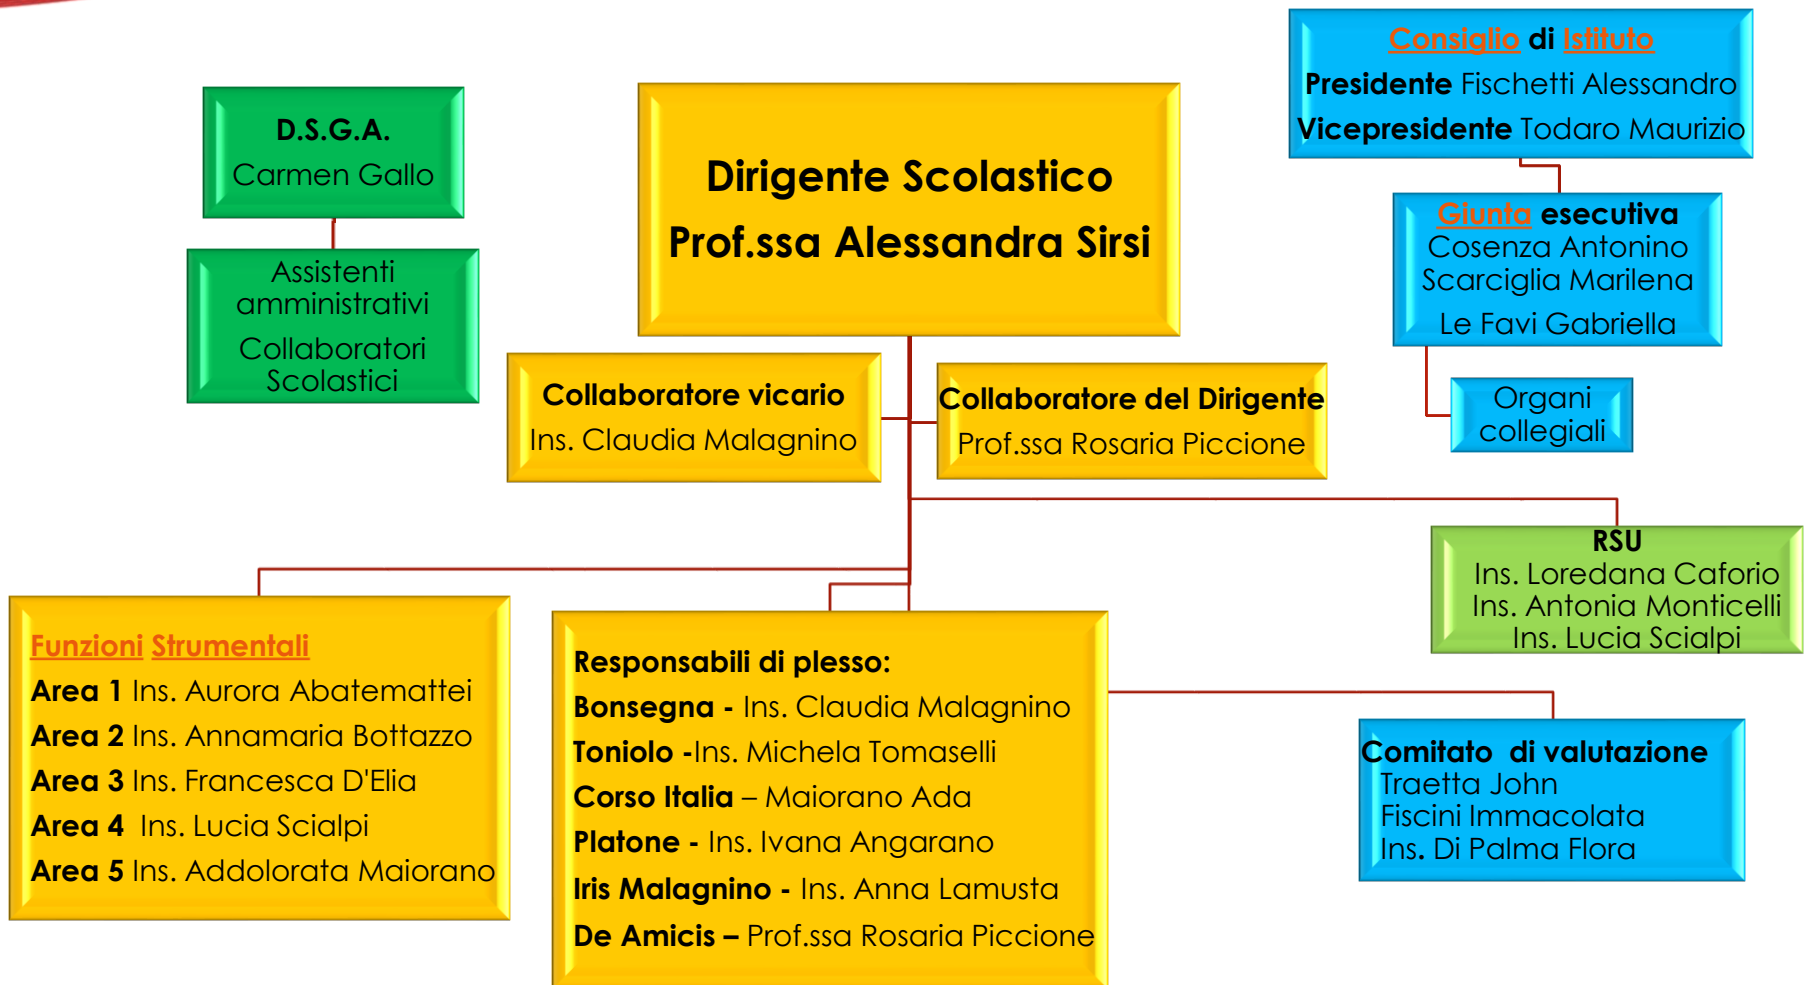 D.S.G.A.
Carmen Gallo
Assistenti
amministrativi
Collaboratori
Scolastici
Dirigente Scolastico
Prof.ssa Alessandra Sirsi
Consiglio di Istituto
Presidente Fischetti Alessandro
Vicepresidente Todaro Maurizio
Giunta esecutiva
Cosenza Antonino
Scarciglia Marilena
Le Favi Gabriella
Organi
collegiali
Collaboratore vicario
Ins. Claudia Malagnino
Collaboratore del Dirigente
Prof.ssa Rosaria Piccione
RSU
Ins. Loredana Caforio
Ins. Antonia Monticelli
Ins. Lucia Scialpi
Funzioni Strumentali
Area 1 Ins. Aurora Abatemattei
Area 2 Ins. Annamaria Bottazzo
Area 3 Ins. Francesca D'Elia
Area 4 Ins. Lucia Scialpi
Area 5 Ins. Addolorata Maiorano
Responsabili di plesso:
Bonsegna - Ins. Claudia Malagnino
Toniolo -Ins. Michela Tomaselli
Corso Italia – Maiorano Ada
Platone - Ins. Ivana Angarano
Iris Malagnino - Ins. Anna Lamusta
De Amicis – Prof.ssa Rosaria Piccione
Comitato di valutazione
Traetta John
Fiscini Immacolata
Ins. Di Palma Flora